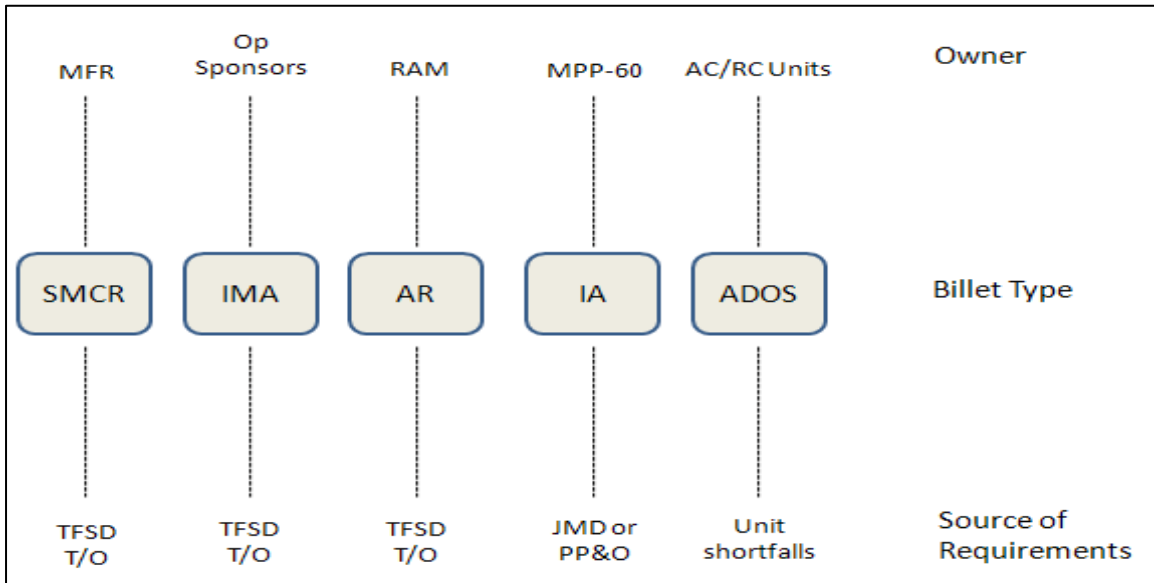 MFR
Op
Sponsors
RAM
MPP-60
AC/RC Units
Owner
SMCR
IMA
AR
IA
ADOS
Billet Type
TFSD
T/O
TFSD
T/O
TFSD
T/O
JMD or
PP&O
Unit
shortfalls
Source of
Requirements